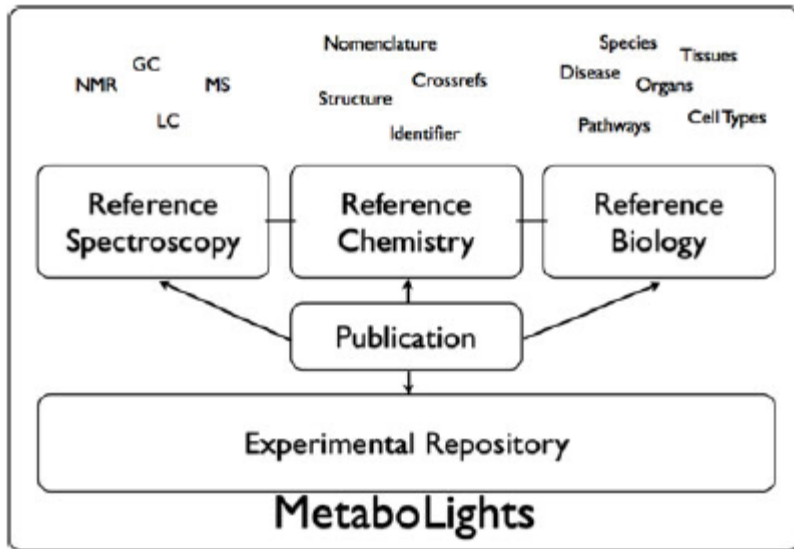 GC
NMR
MS
LC
Nomenclature
Crossrefs
Structure
Identifier
Species
Tissues
Disease
Organs
Pathways
Cell Types
Reference
Spectroscopy
Reference
Chemistry
Reference
Biology
Publication
Experimental Repository
MetaboLights